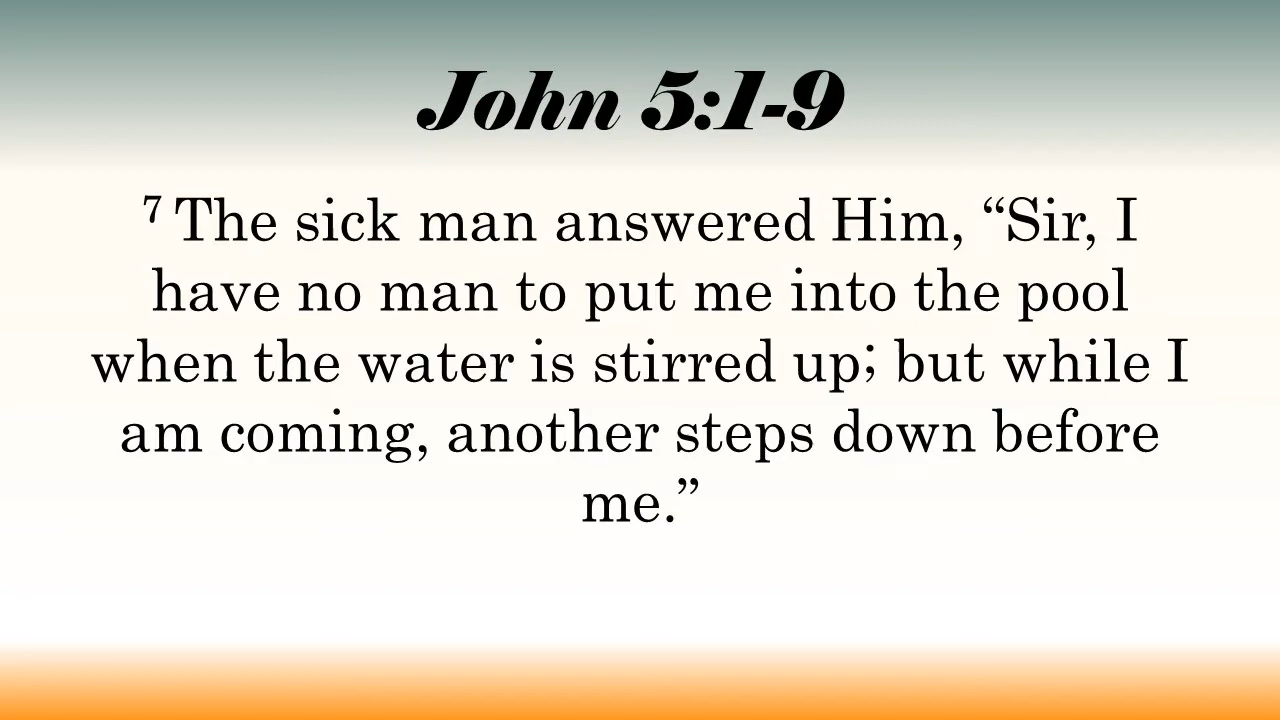 John 5:1-9
⁷ The sick man answered Him, “Sir, I
have no man to put me into the pool
when the water is stirred up; but while I
am coming, another steps down before
me.”